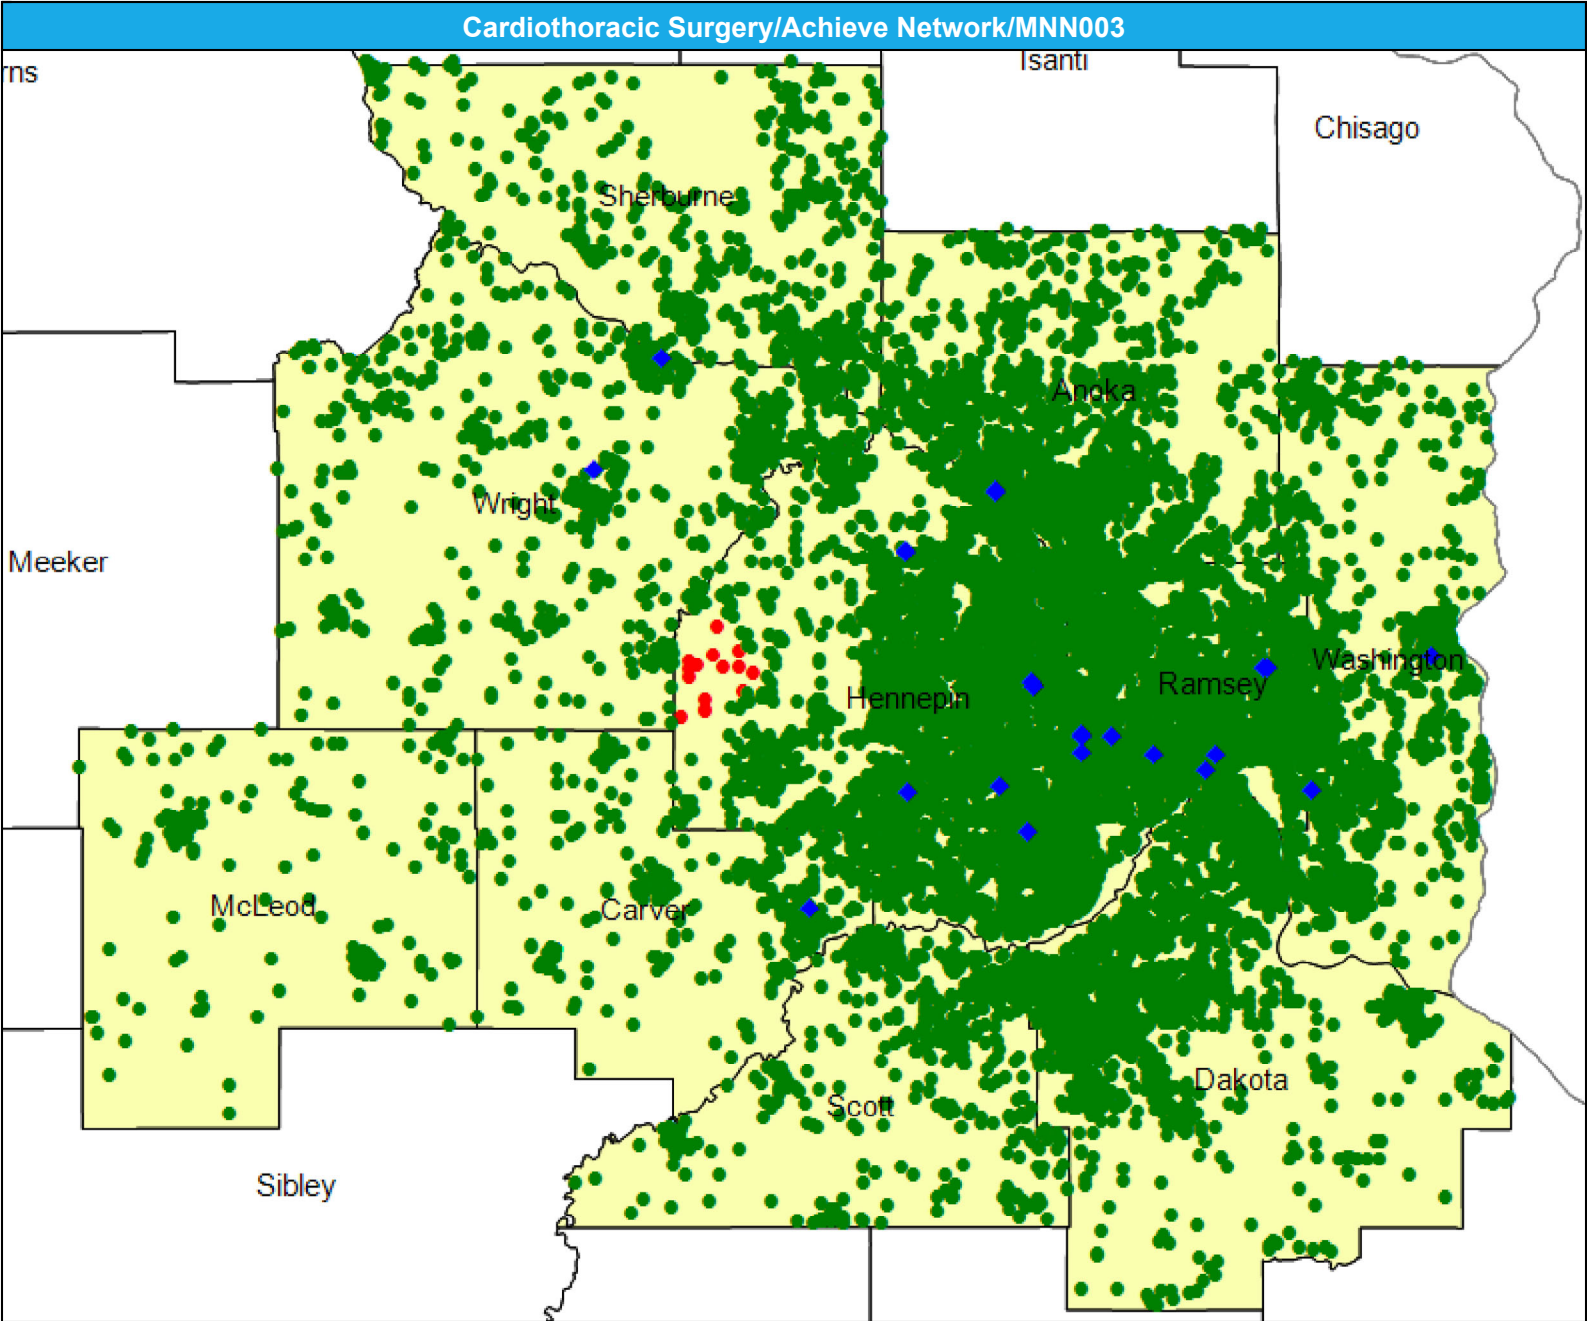 Cardiothoracic Surgery/Achieve Network/MNN003
rns
Isanti
Chisago
Sherburne
Anoka
Wright
Meeker
Washington
Ramsey
Hennepin
McLeod
Carver
Dakota
Scott
Sibley